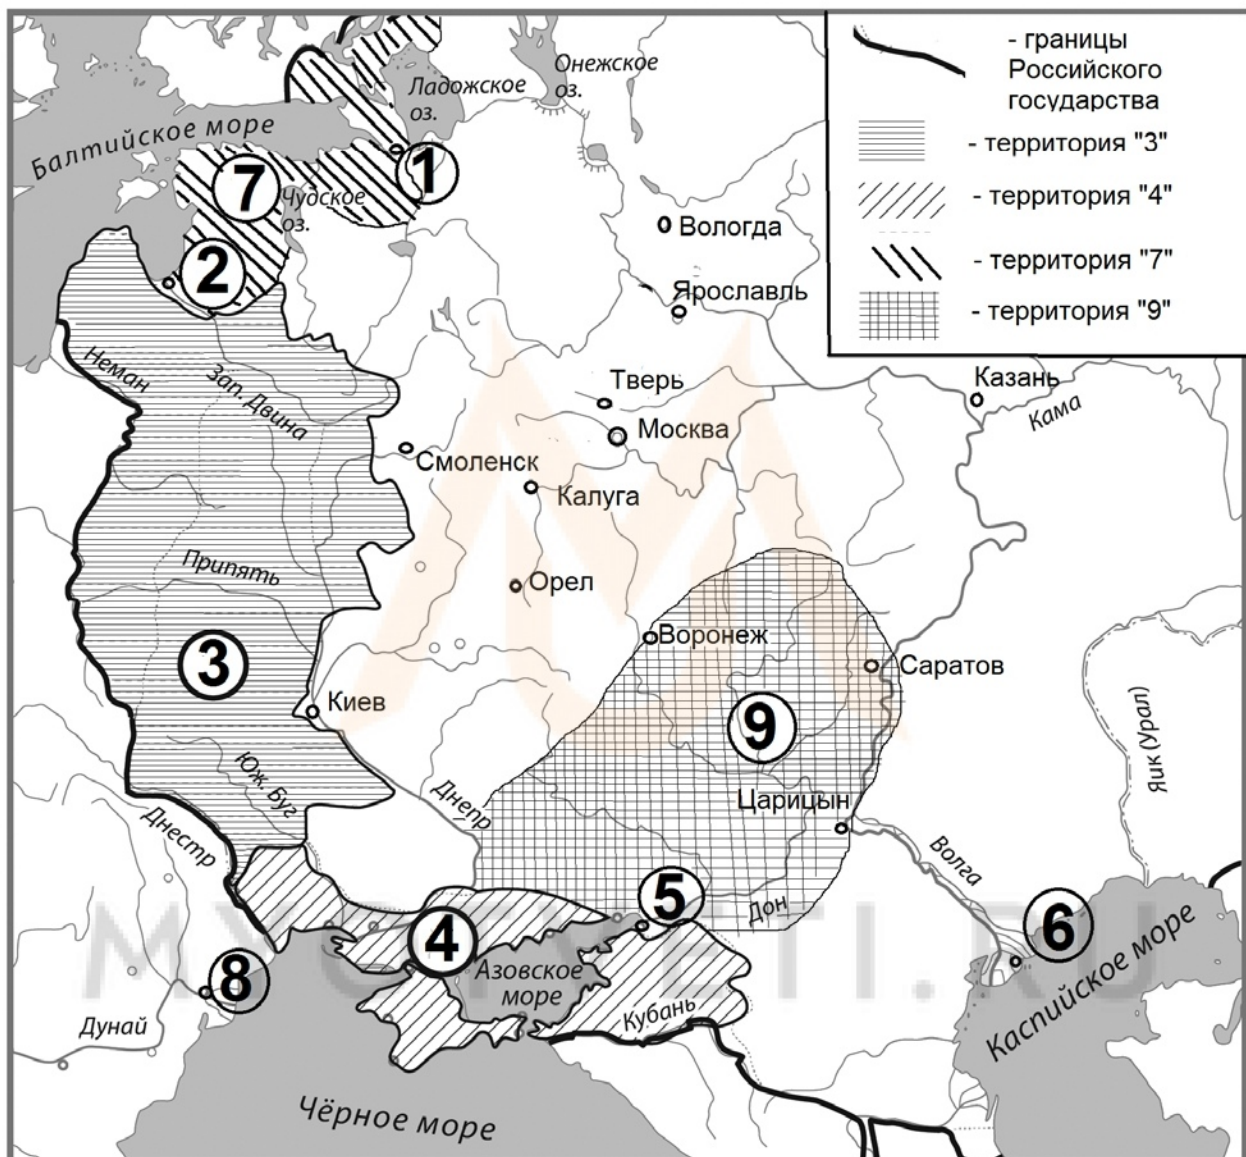 - границы
Российского
государства
- территория "3"
- территория "4"
- территория "7"
- территория "9"
Онежское
оз.
Ладожское
оз.
Балтийское море
1
7
Чудское
оз.
2
Вологда
Ярославль
Неман
Зап. Двина
Тверь
Казань
Кама
Москва
Смоленск
Калуга
Припять
Орел
Воронеж
3
Саратов
Киев
9
Яик (Урал)
Юж. Буг
Днепр
Царицын
Днестр
Волга
5
Дон
6
4
8
Азовское
море
Каспийское море
Дунай
Кубань
Чёрное море
MYOTVETI.RU